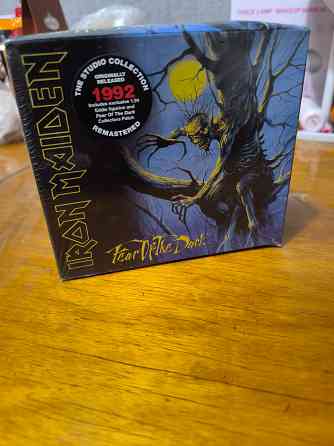 IRON MAIDEN
THE STUDIO COLLECTION
ORIGINALLY
RELEASED
1992
Includes exclusive 1:24
Eddie figurine and
Fear Of The Dark
Collectors Patch.
REMASTERED
Fear Of The Dark